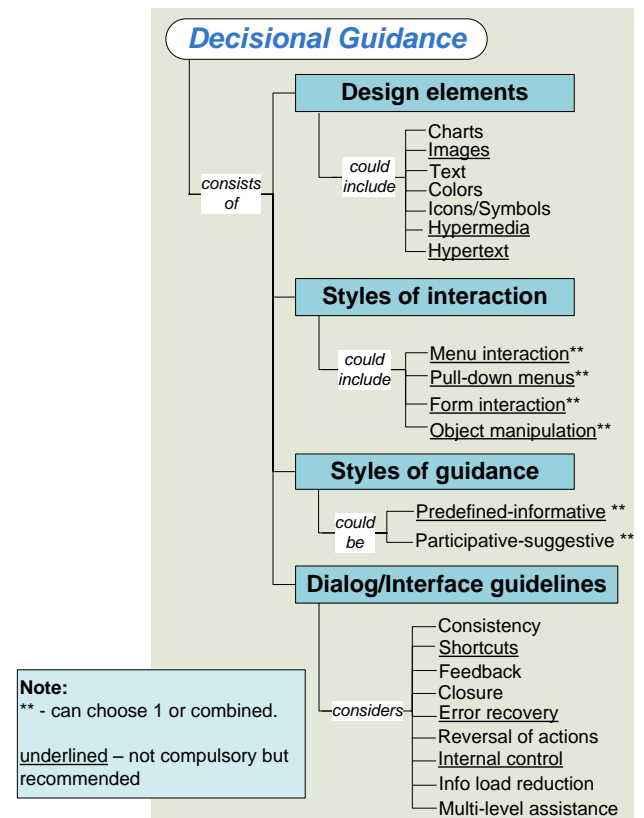 Decisional Guidance
consists
of
Design elements
could
include
Charts
Images
Text
Colors
Icons/Symbols
Hypermedia
Hypertext
Styles of interaction
could
include
Menu interaction**
Pull-down menus**
Form interaction**
Object manipulation**
Styles of guidance
could
be
Predefined-informative **
Participative-suggestive **
Dialog/Interface guidelines
considers
Consistency
Shortcuts
Feedback
Closure
Error recovery
Reversal of actions
Internal control
Info load reduction
Multi-level assistance
Note:
** - can choose 1 or combined.
underlined – not compulsory but
recommended